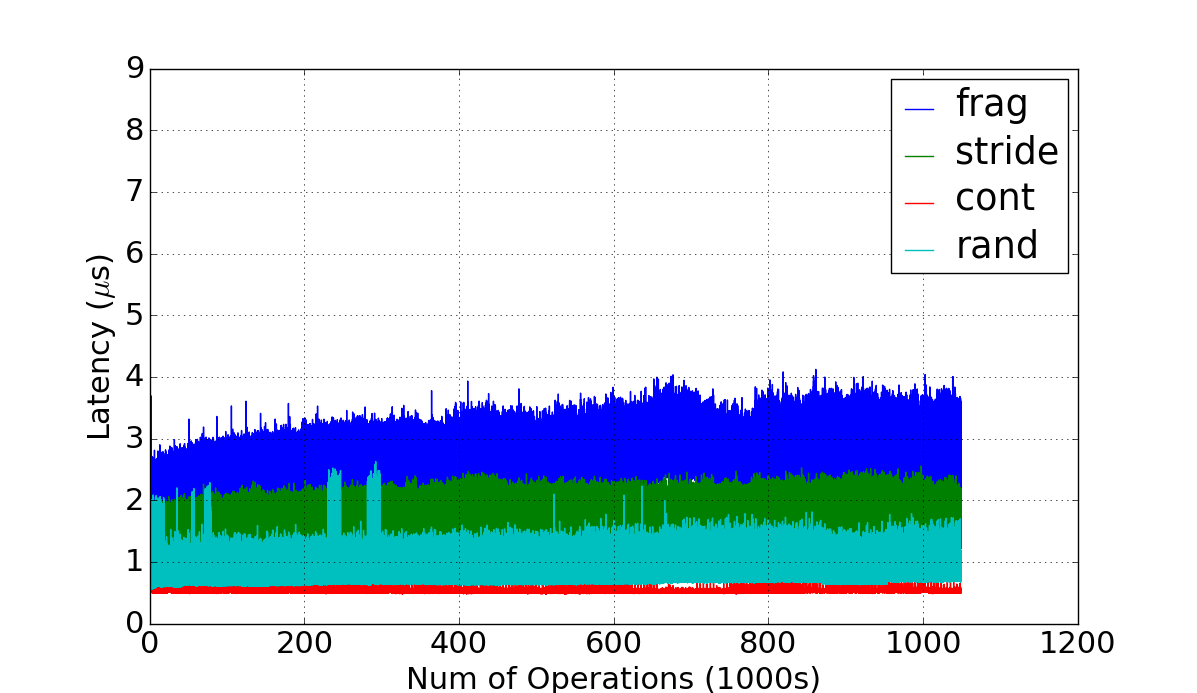 9
8
7
6
5
4
3
2
1
0
Latency (μs)
0 200 400 600 800 1000 1200
Num of Operations (1000s)
frag
stride
cont
rand